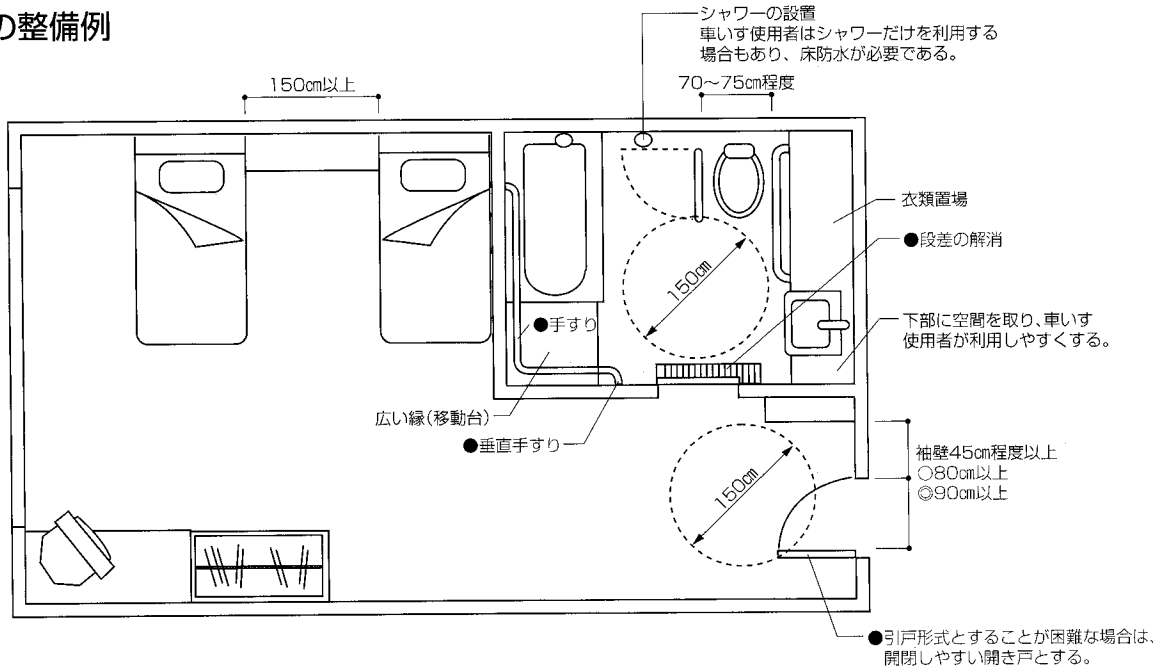 の整備例
シャワーの設置
車いす使用者はシャワーだけを利用する
場合もあり、床防水が必要である。
150cm以上
70〜75cm程度
衣類置場
●段差の解消
150cm
●手すり
下部に空間を取り、車いす
使用者が利用しやすくする。
広い縁(移動台)
●垂直手すり
袖壁45cm程度以上
○80cm以上
◎90cm以上
150cm
●引戸形式とすることが困難な場合は、
開閉しやすい開き戸とする。